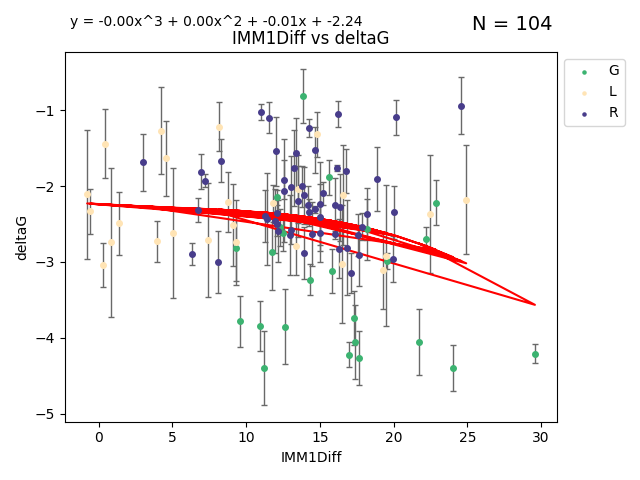 y = -0.00x^3 + 0.00x^2 + -0.01x + -2.24
N = 104
IMM1Diff vs deltaG
G
L
R
deltaG
−1
−2
−3
−4
−5
0 5 10 15 20 25 30
IMM1Diff